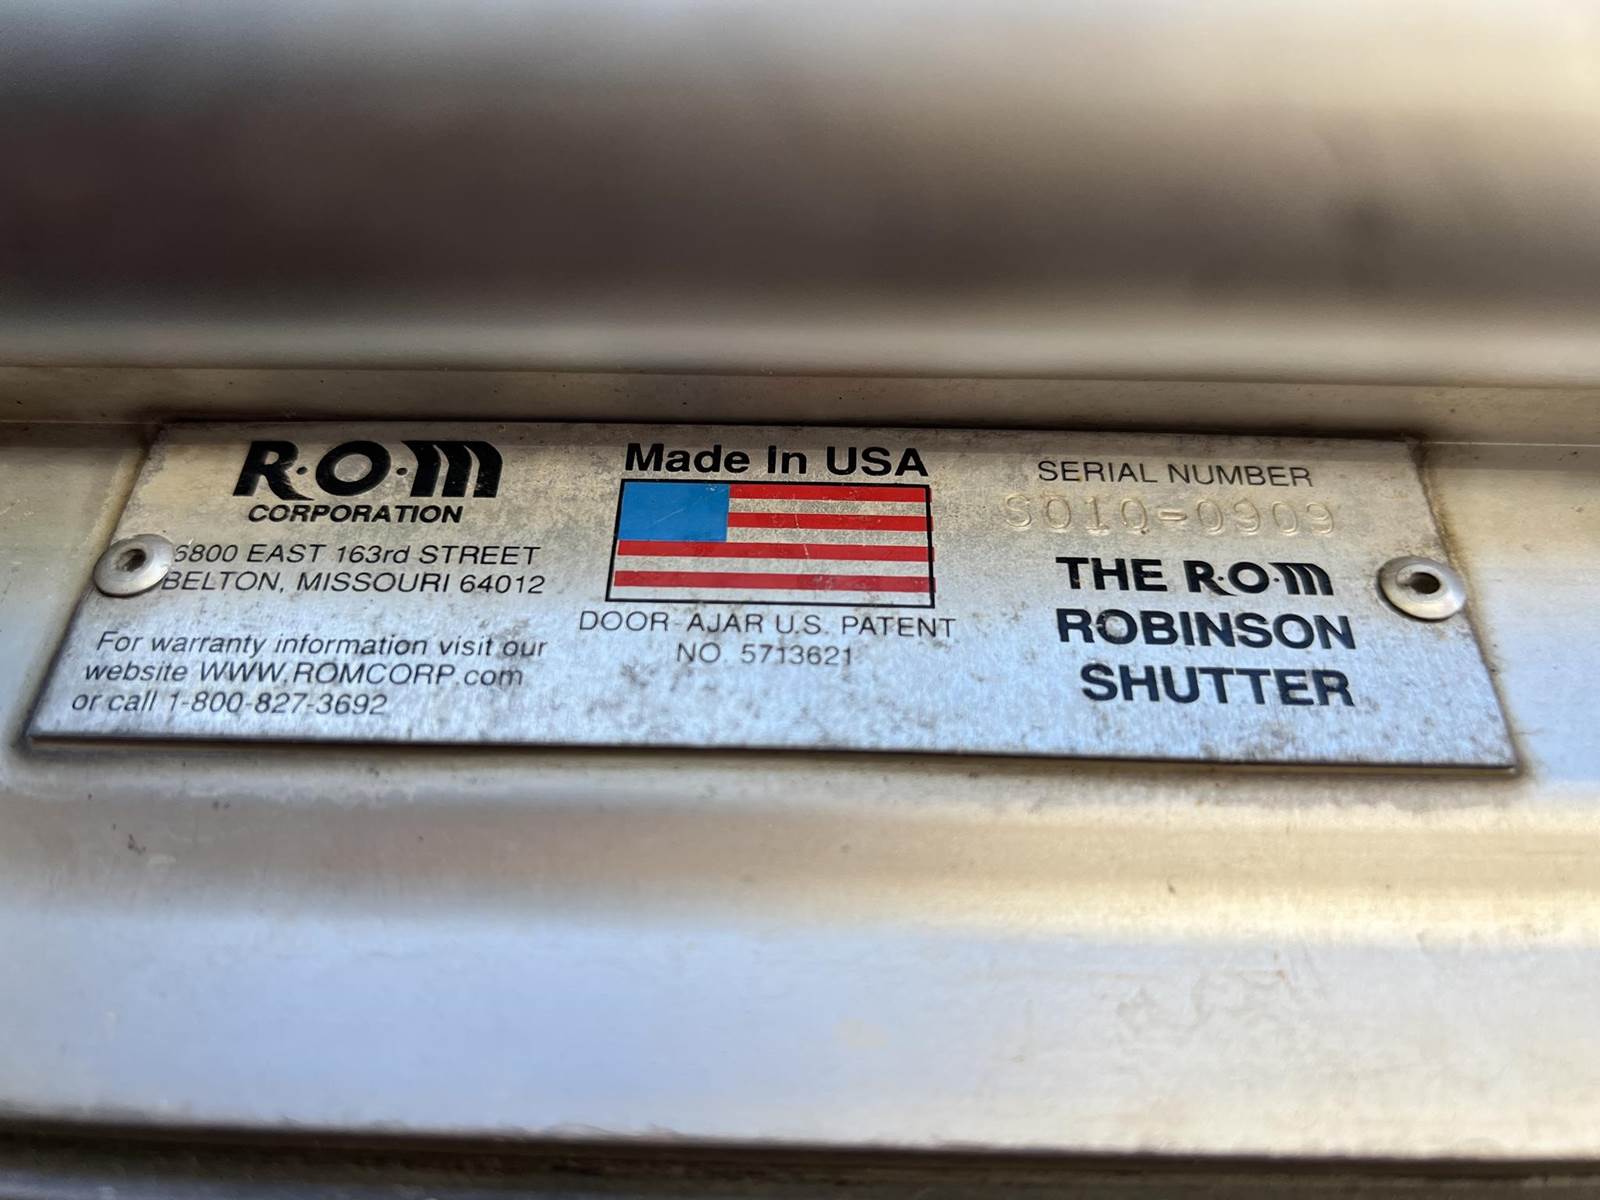 R·O·M
CORPORATION
6800 EAST 163rd STREET
BELTON, MISSOURI 64012
For warranty information visit our
website WWW.ROMCORP.com
or call 1-800-827-3692
Made In USA
DOOR-AJAR U.S. PATENT
NO. 5713621
SERIAL NUMBER
S010-0909
THE R·O·M
ROBINSON
SHUTTER